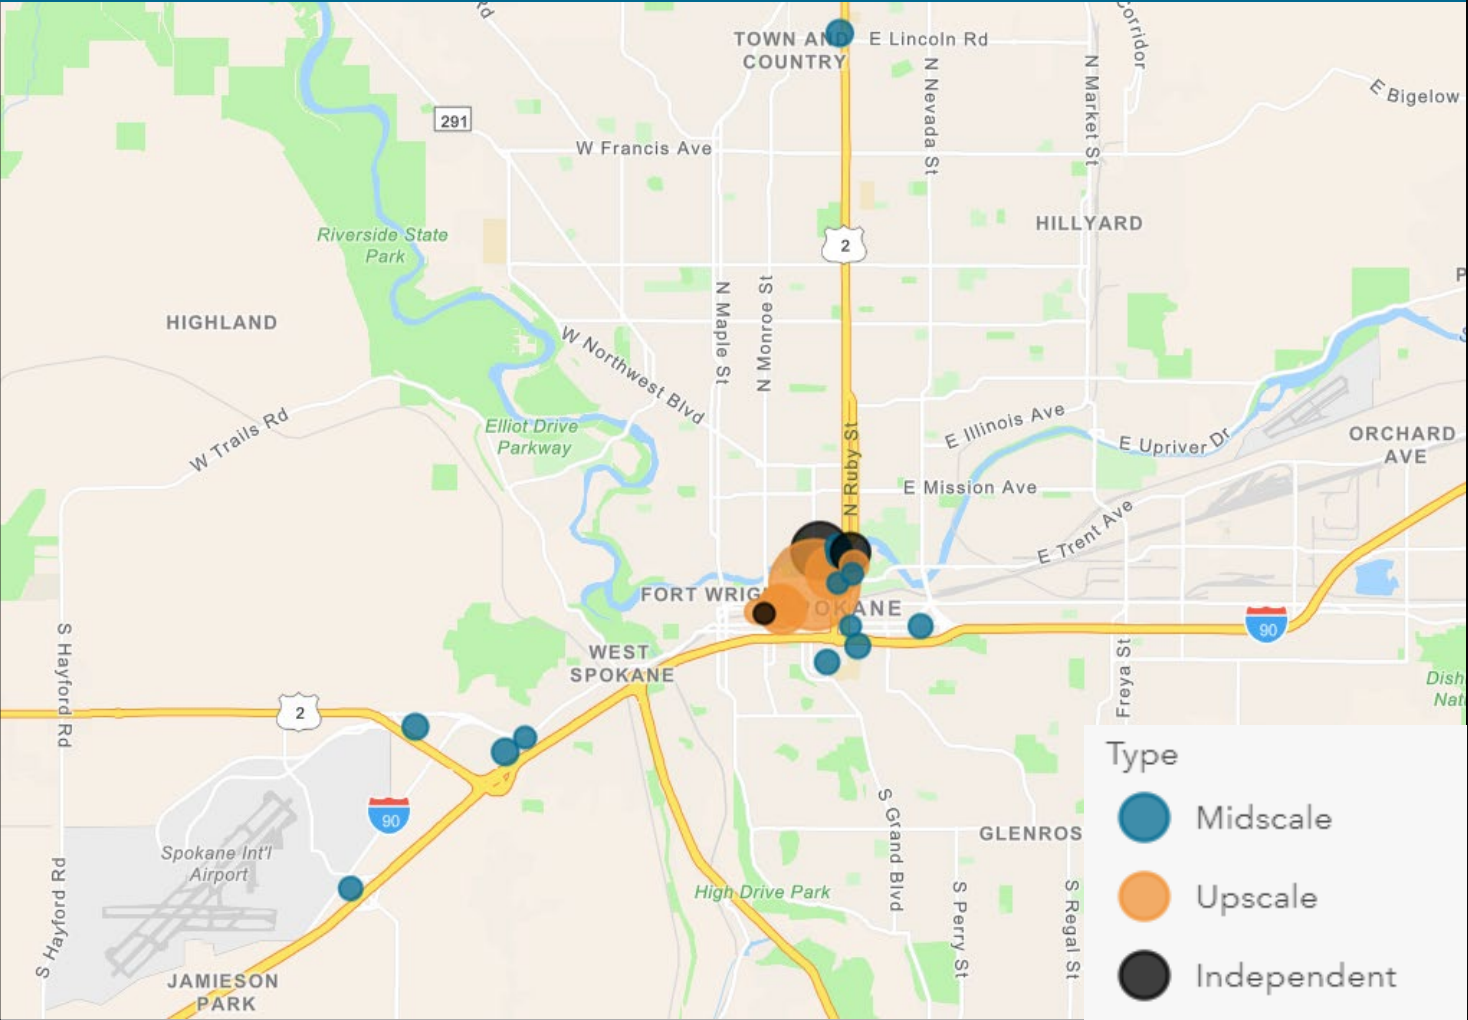 Rd
Corridor
TOWN AND
COUNTRY
E Lincoln Rd
N Nevada St
N Market St
E Bigelow
291
W Francis Ave
HILLYARD
Riverside State
Park
2
P
HIGHLAND
N Maple St
N Monroe St
W Northwest Blvd
W Trails Rd
Elliot Drive
Parkway
N Ruby St
E Illinois Ave
E Upriver Dr
ORCHARD
AVE
E Mission Ave
E Trent Ave
FORT WRIG
OKANE
90
S Hayford Rd
WEST
SPOKANE
Freya St
Dish
Nat
2
Type
Midscale
Upscale
Independent
90
S Grand Blvd
GLENROS
Spokane Int'l
Airport
S Hayford Rd
High Drive Park
S Perry St
S Regal St
JAMIESON
PARK